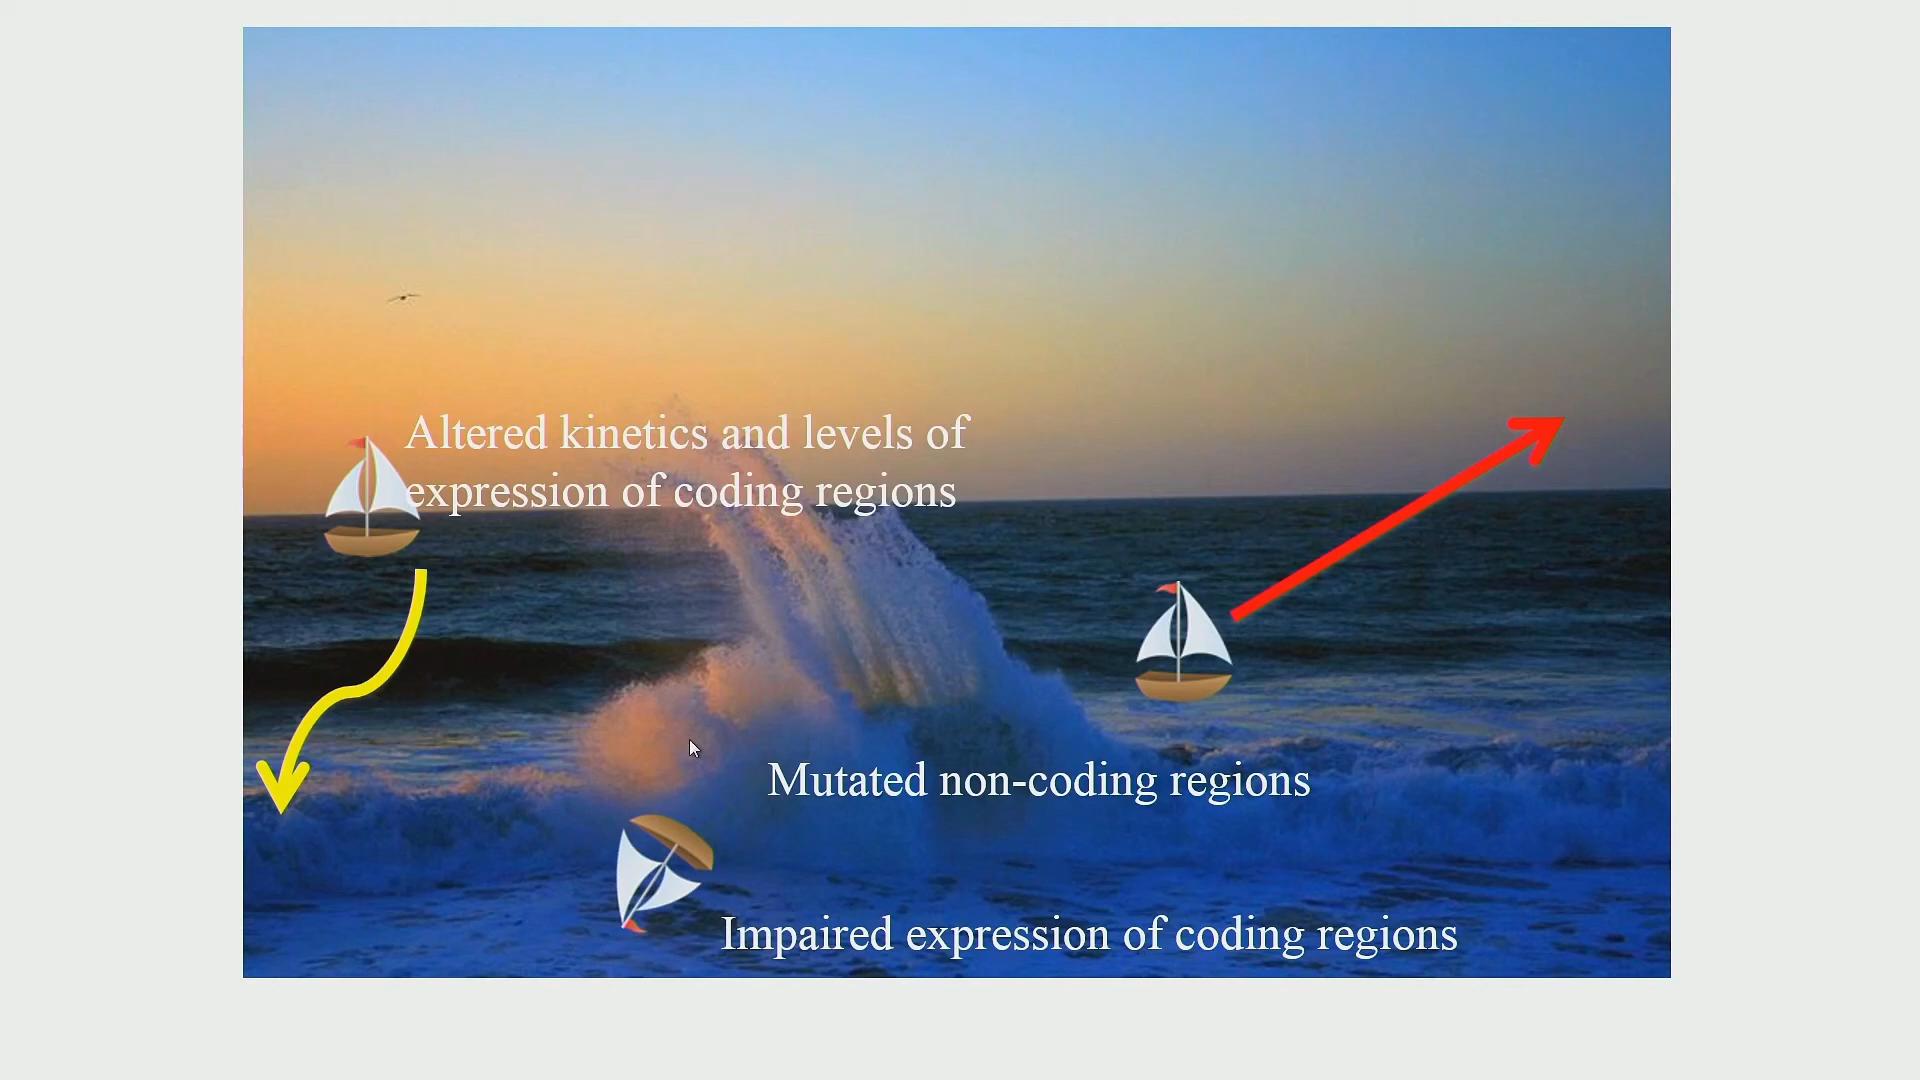 Altered kinetics and levels of
expression of coding regions
Mutated non-coding regions
Impaired expression of coding regions